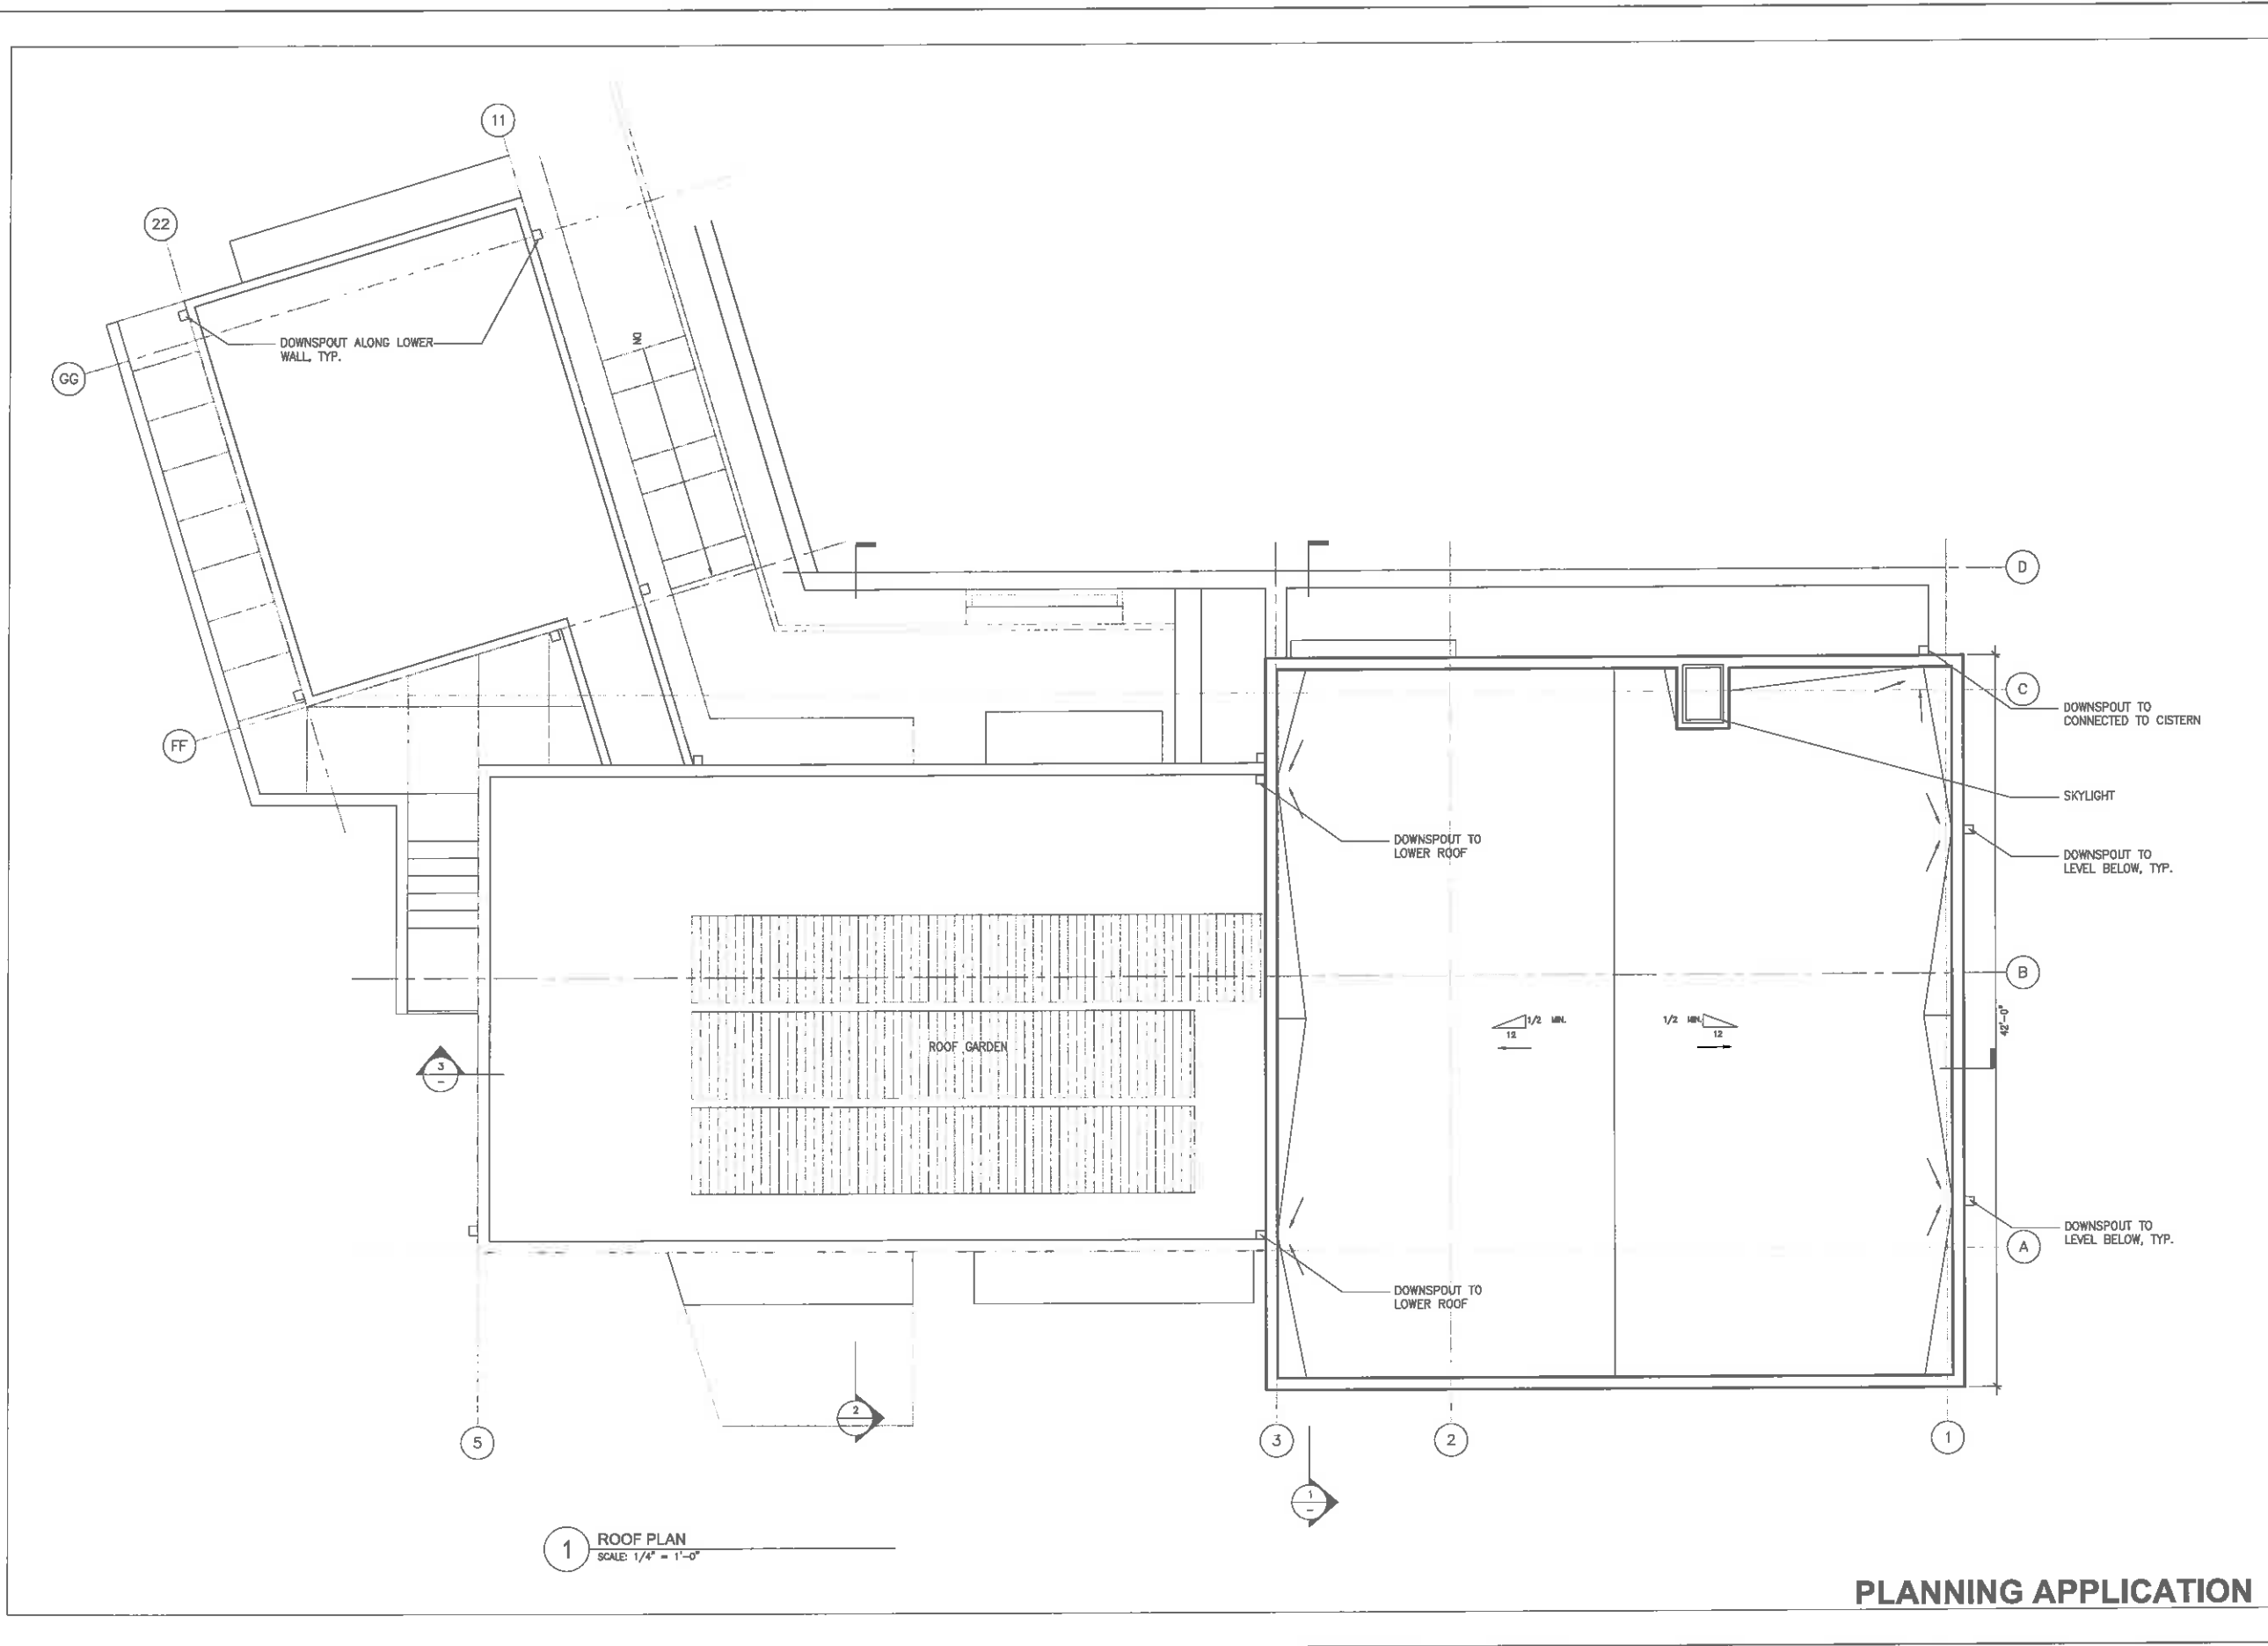 11
22
DOWNSPOUT ALONG LOWER
WALL, TYP.
GG
DN
D
C
DOWNSPOUT TO
CONNECTED TO CISTERN
FF
SKYLIGHT
DOWNSPOUT TO
LOWER ROOF
DOWNSPOUT TO
LEVEL BELOW, TYP.
B
42'-0"
1/2 MIN.
12
1/2 MIN.
12
ROOF GARDEN
3
–
DOWNSPOUT TO
LEVEL BELOW, TYP.
A
DOWNSPOUT TO
LOWER ROOF
2
–
5
3
2
1
1
–
1
ROOF PLAN
SCALE: 1/4" = 1'-0"
PLANNING APPLICATION